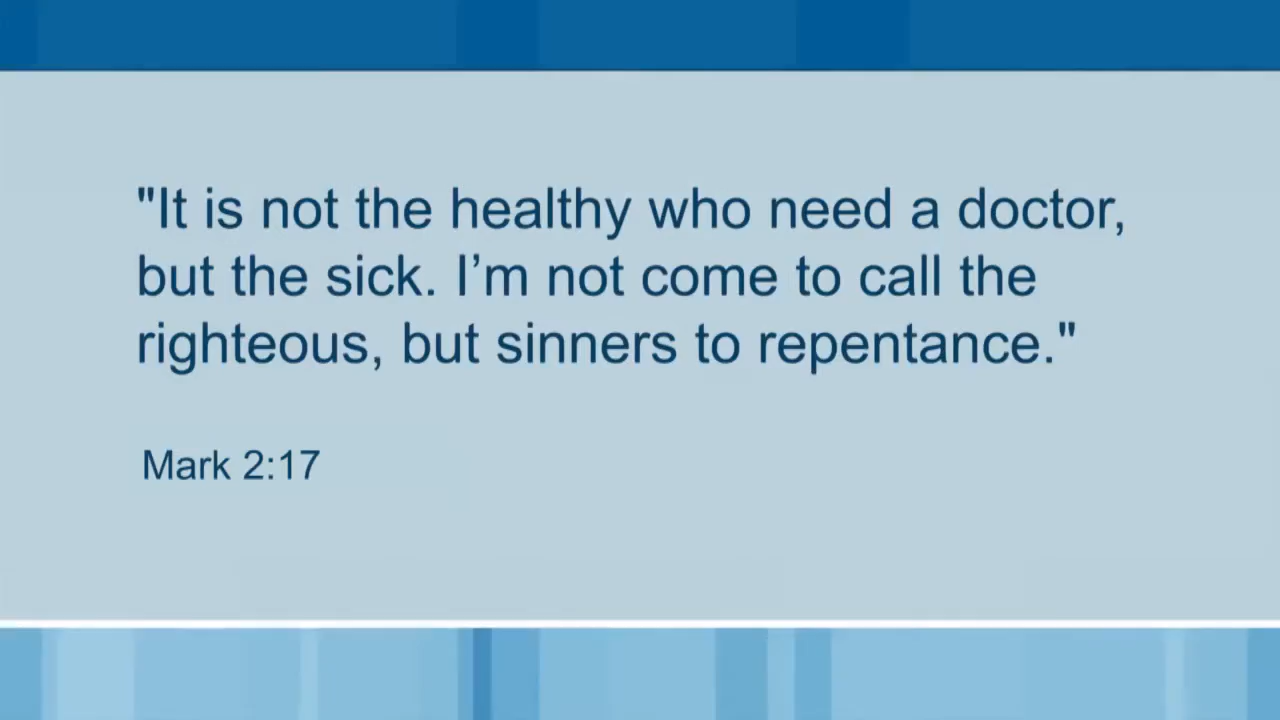 "It is not the healthy who need a doctor,
but the sick. I’m not come to call the
righteous, but sinners to repentance."
Mark 2:17